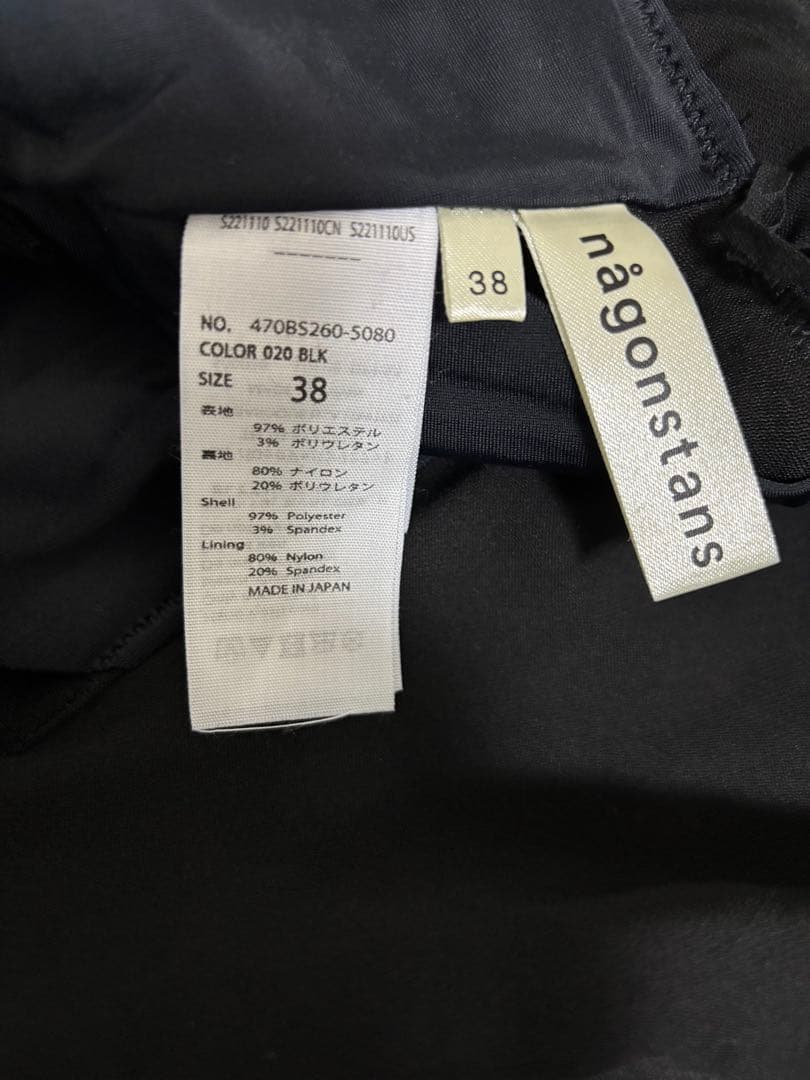 S221110 S221110CN S221110US
-------
NO. 470BS260-5080
COLOR 020 BLK
SIZE 38
表地
97% ポリエステル
3% ポリウレタン
裏地
80% ナイロン
20% ポリウレタン
Shell
97% Polyester
3% Spandex
Lining
80% Nylon
20% Spandex
MADE IN JAPAN
38
någonstans